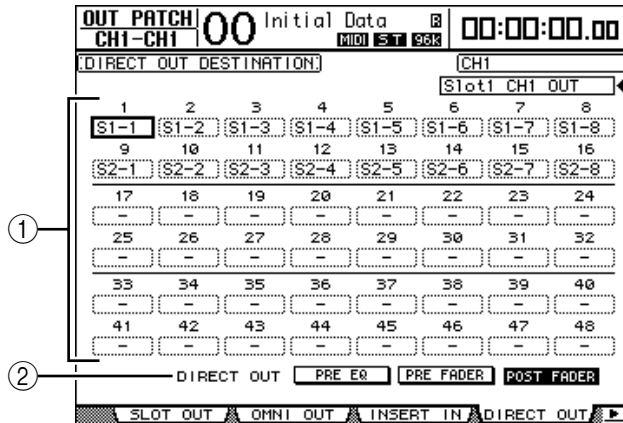 OUT PATCH 00 Initial Data R 00:00:00.00
CH1-CH1 MIDI ST 96k
DIRECT OUT DESTINATION CH1
Slot1 CH1 OUT
1 2 3 4 5 6 7 8
S1-1 S1-2 S1-3 S1-4 S1-5 S1-6 S1-7 S1-8
9 10 11 12 13 14 15 16
S2-1 S2-2 S2-3 S2-4 S2-5 S2-6 S2-7 S2-8
17 18 19 20 21 22 23 24
- - - - - - - -
① 25 26 27 28 29 30 31 32
- - - - - - - -
33 34 35 36 37 38 39 40
- - - - - - - -
41 42 43 44 45 46 47 48
- - - - - - - -
② DIRECT OUT PRE EQ PRE FADER POST FADER
SLOT OUT OMNI OUT INSERT IN DIRECT OUT